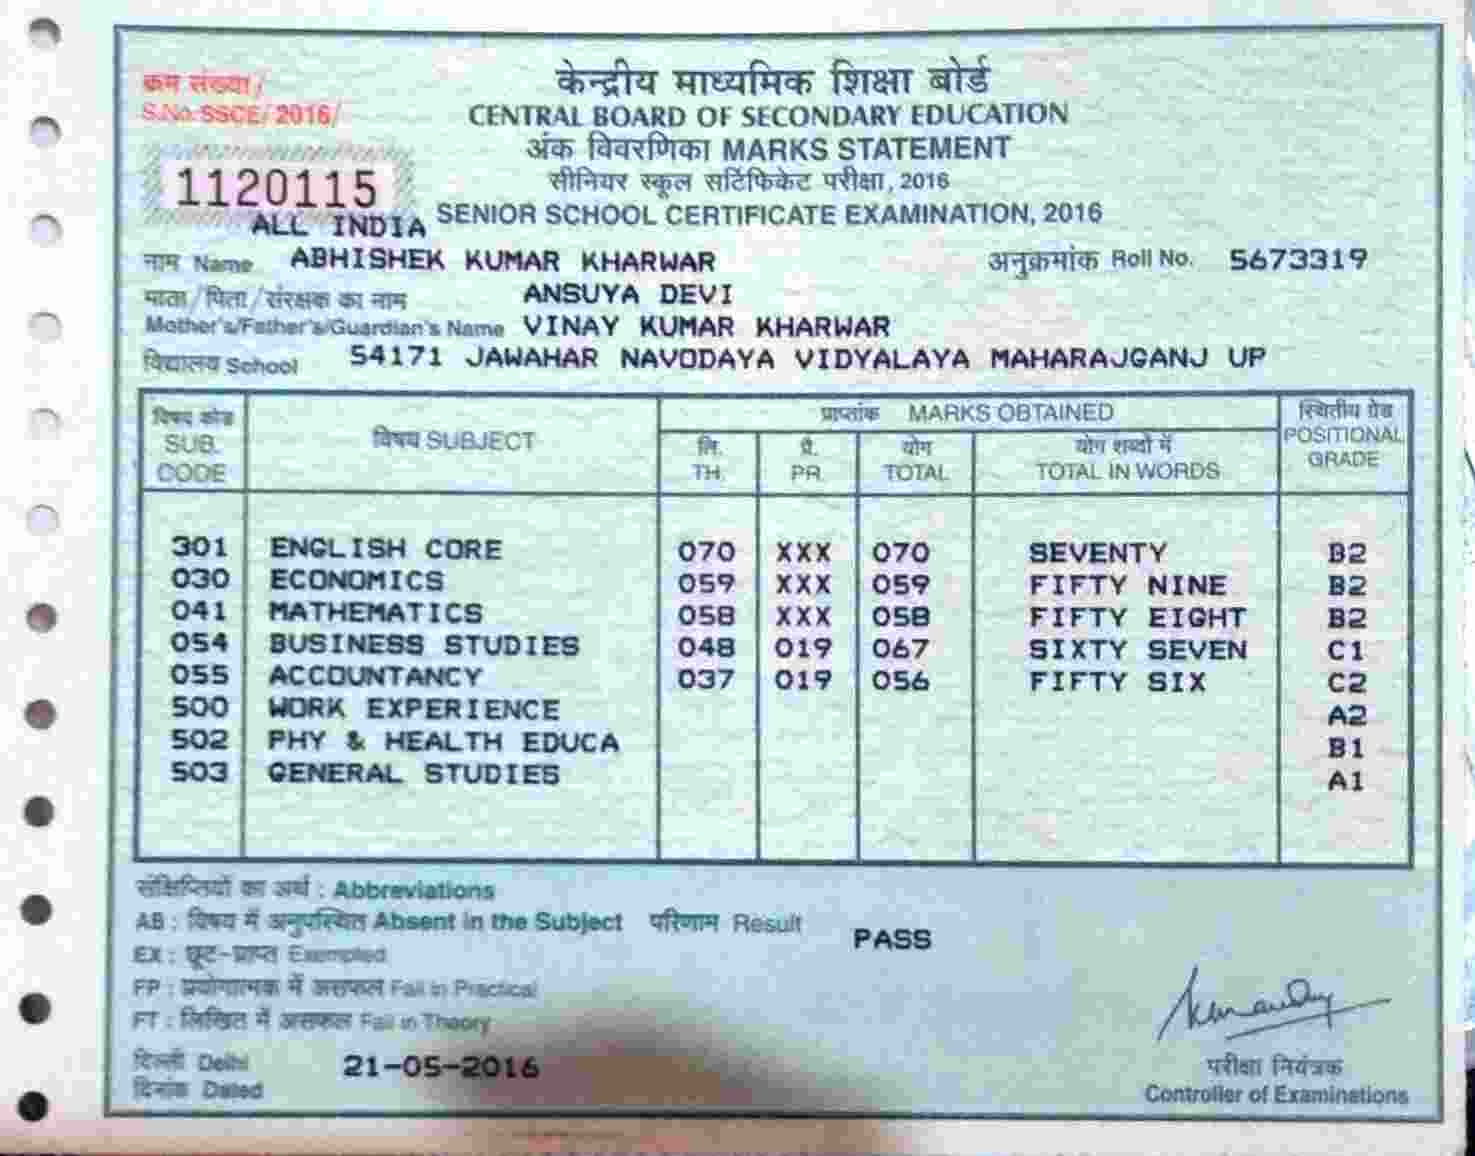 क्रम संख्या/
S.No. SSCE/ 2016/
1120115
केन्द्रीय माध्यमिक शिक्षा बोर्ड
CENTRAL BOARD OF SECONDARY EDUCATION
अंक विवरणिका MARKS STATEMENT
सीनियर स्कूल सर्टिफिकेट परीक्षा, 2016
ALL INDIA SENIOR SCHOOL CERTIFICATE EXAMINATION, 2016
नाम Name ABHISHEK KUMAR KHARWAR अनुक्रमांक Roll No. 5673319
माता/पिता/संरक्षक का नाम ANSUYA DEVI
Mother's/Father's/Guardian's Name VINAY KUMAR KHARWAR
विद्यालय School 54171 JAWAHAR NAVODAYA VIDYALAYA MAHARAJGANJ UP
विषय कोड SUB. CODE विषय SUBJECT प्राप्तांक MARKS OBTAINED स्थितीय ग्रेड POSITIONAL GRADE
लि. TH. प्रै. PR. योग TOTAL योग शब्दों में TOTAL IN WORDS
301 ENGLISH CORE 070 XXX 070 SEVENTY B2
030 ECONOMICS 059 XXX 059 FIFTY NINE B2
041 MATHEMATICS 058 XXX 058 FIFTY EIGHT B2
054 BUSINESS STUDIES 048 019 067 SIXTY SEVEN C1
055 ACCOUNTANCY 037 019 056 FIFTY SIX C2
500 WORK EXPERIENCE A2
502 PHY & HEALTH EDUCA B1
503 GENERAL STUDIES A1
संक्षिप्तियों का अर्थ : Abbreviations
AB : विषय में अनुपस्थित Absent in the Subject परिणाम Result PASS
EX : छूट-प्राप्त Exempted
FP : प्रयोगात्मक में असफल Fail in Practical
FT : लिखित में असफल Fail in Theory
दिल्ली Delhi
दिनांक Dated 21-05-2016
परीक्षा नियंत्रक
Controller of Examinations